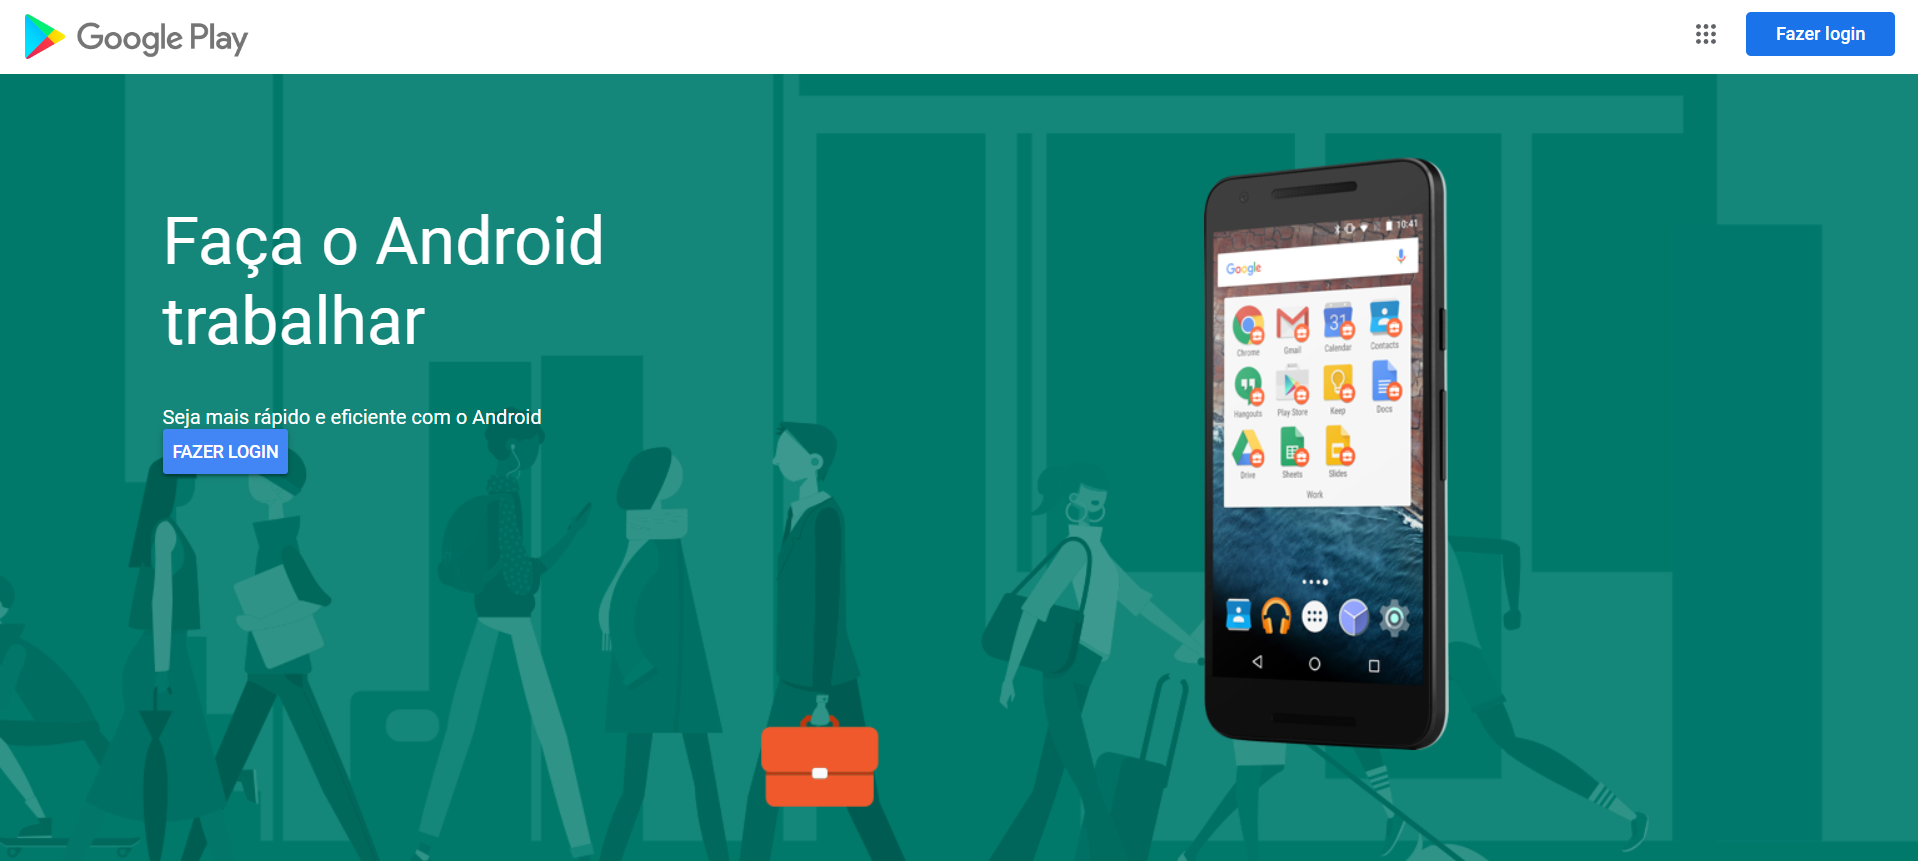 Google Play
Fazer login
Faça o Android
trabalhar
Seja mais rápido e eficiente com o Android
FAZER LOGIN
10:41
Google
31
Chrome
Gmail
Calendar
Contacts
Hangouts
Play Store
Keep
Docs
Drive
Sheets
Slides
Work